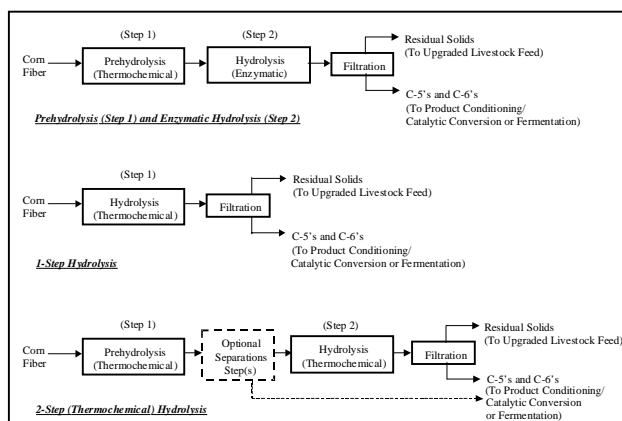 (Step 1)
(Step 2)
Corn
Fiber
Prehydrolysis
(Thermochemical)
Hydrolysis
(Enzymatic)
Filtration
Residual Solids
(To Upgraded Livestock Feed)
C-5's and C-6's
(To Product Conditioning/
Catalytic Conversion or Fermentation)
Prehydolysis (Step 1) and Enzymatic Hydrolysis (Step 2)
(Step 1)
Corn
Fiber
Hydrolysis
(Thermochemical)
Filtration
Residual Solids
(To Upgraded Livestock Feed)
C-5's and C-6's
(To Product Conditioning/
Catalytic Conversion or Fermentation)
1-Step Hydrolysis
(Step 1)
(Step 2)
Corn
Fiber
Prehydrolysis
(Thermochemical)
Optional
Separations
Step(s)
Hydrolysis
(Thermochemical)
Filtration
Residual Solids
(To Upgraded Livestock Feed)
C-5's and C-6's
(To Product Conditioning/
Catalytic Conversion
or Fermentation)
2-Step (Thermochemical) Hydrolysis